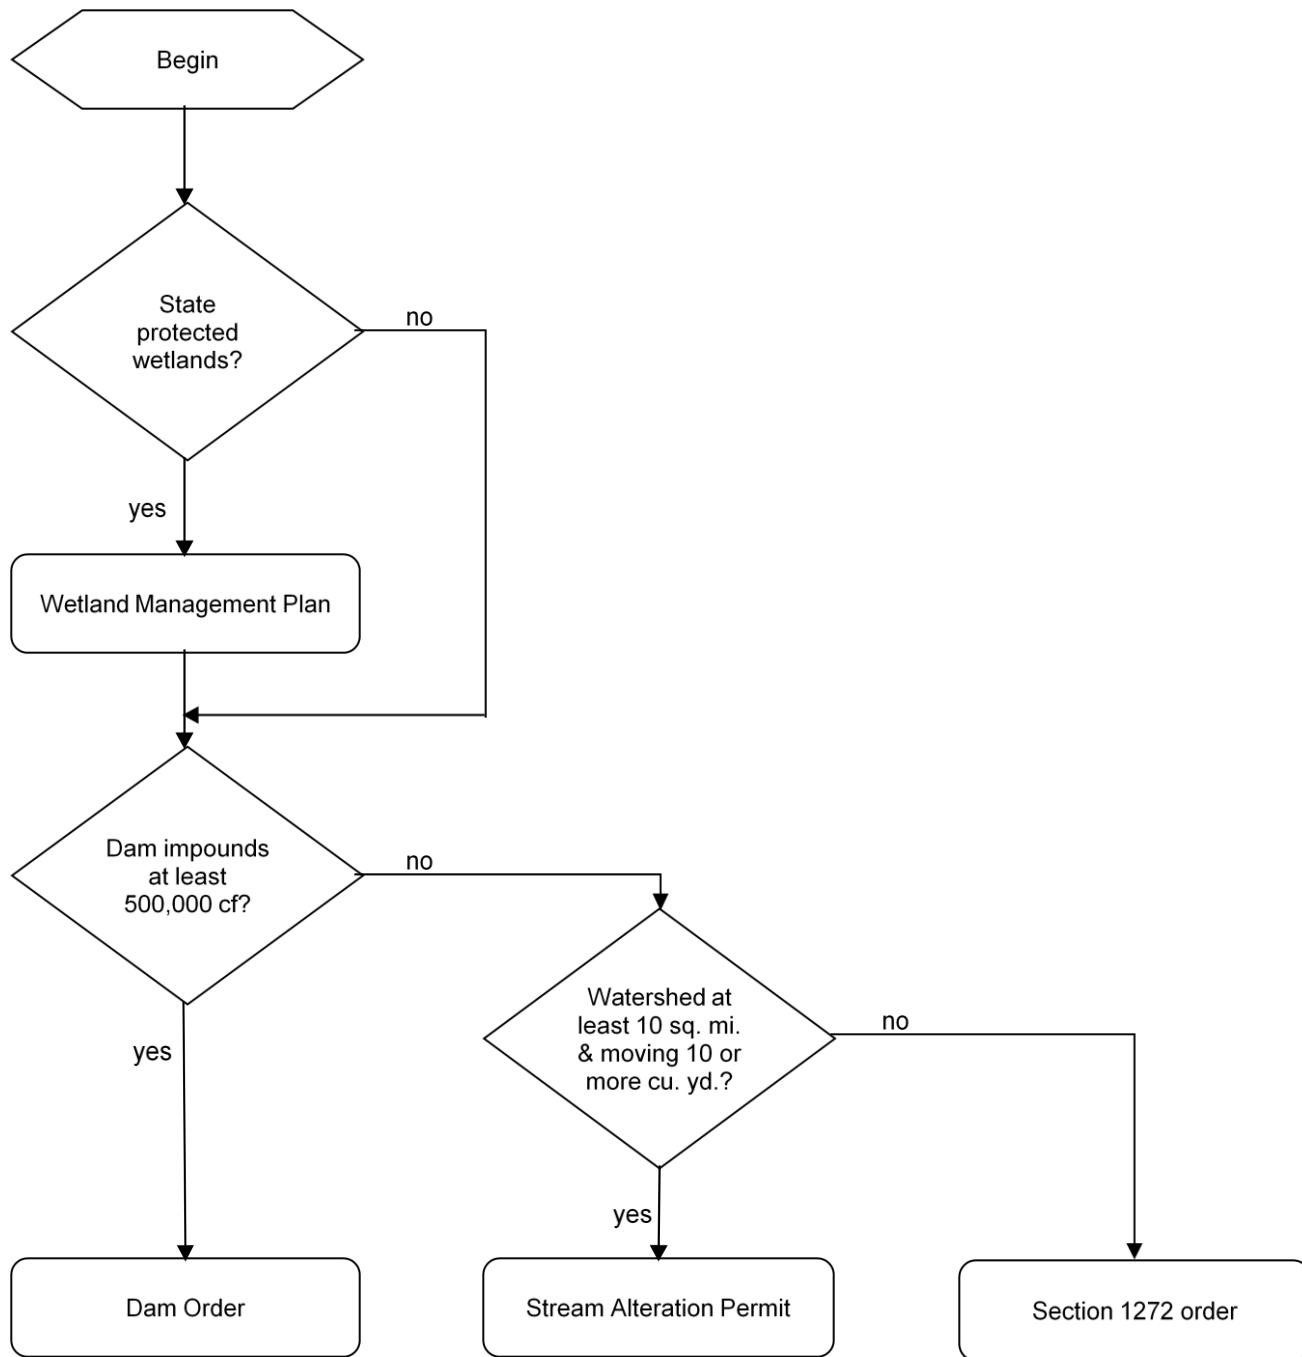 Begin
State
protected
wetlands?
no
yes
Wetland Management Plan
Dam impounds
at least
500,000 cf?
no
Watershed at
least 10 sq. mi.
& moving 10 or
more cu. yd.?
no
yes
yes
Dam Order
Stream Alteration Permit
Section 1272 order